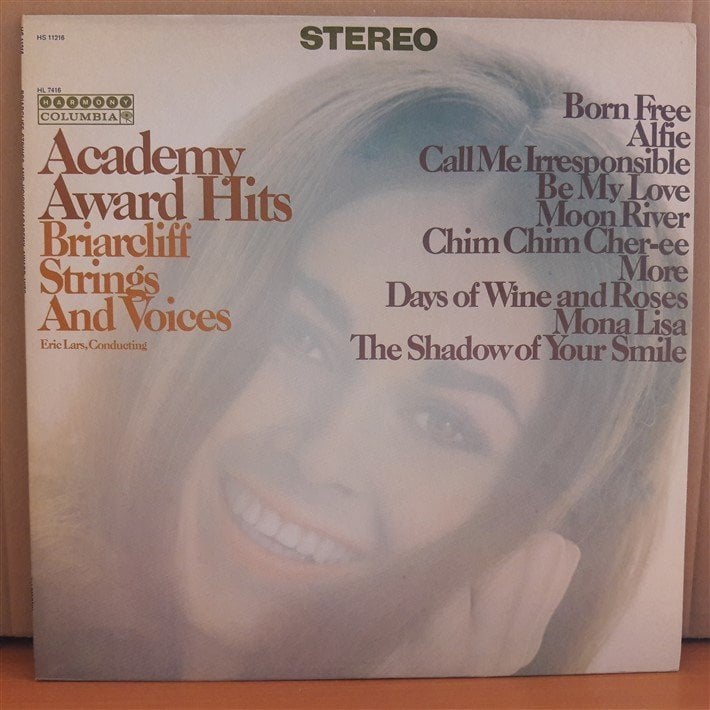 HS 11216
STEREO
HL 7416
HARMONY
COLUMBIA
Academy
Award Hits
Briarcliff
Strings
And Voices
Eric Lars, Conducting
Born Free
Alfie
Call Me Irresponsible
Be My Love
Moon River
Chim Chim Cher-ee
More
Days of Wine and Roses
Mona Lisa
The Shadow of Your Smile